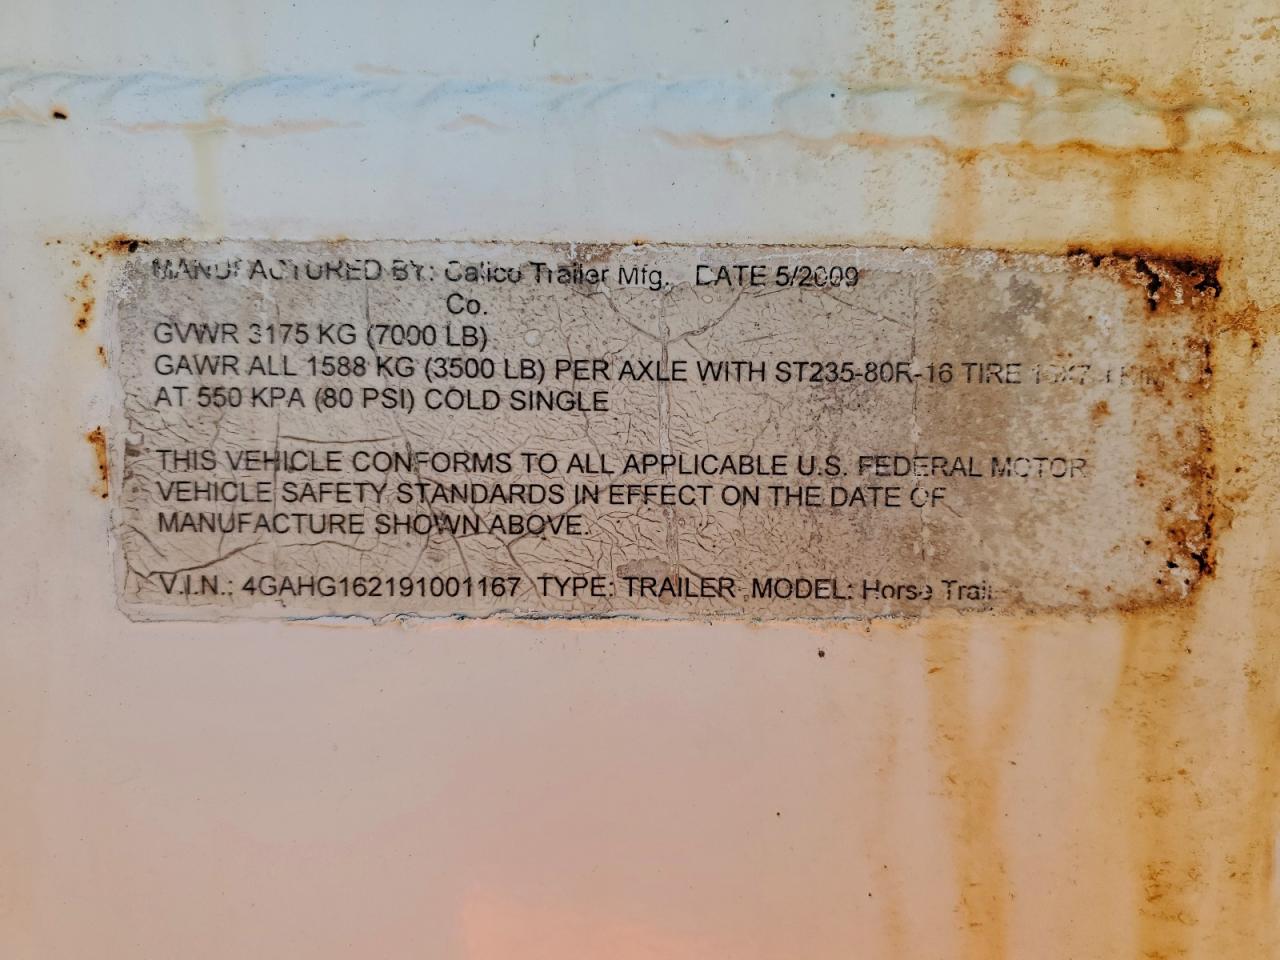 MANUFACTURED BY: Calico Trailer Mfg. DATE 5/2009
Co.
GVWR 3175 KG (7000 LB)
GAWR ALL 1588 KG (3500 LB) PER AXLE WITH ST235-80R-16 TIRE
AT 550 KPA (80 PSI) COLD SINGLE
THIS VEHICLE CONFORMS TO ALL APPLICABLE U.S. FEDERAL MOTOR
VEHICLE SAFETY STANDARDS IN EFFECT ON THE DATE OF
MANUFACTURE SHOWN ABOVE.
V.I.N.: 4GAHG162191001167 TYPE: TRAILER MODEL: Horse